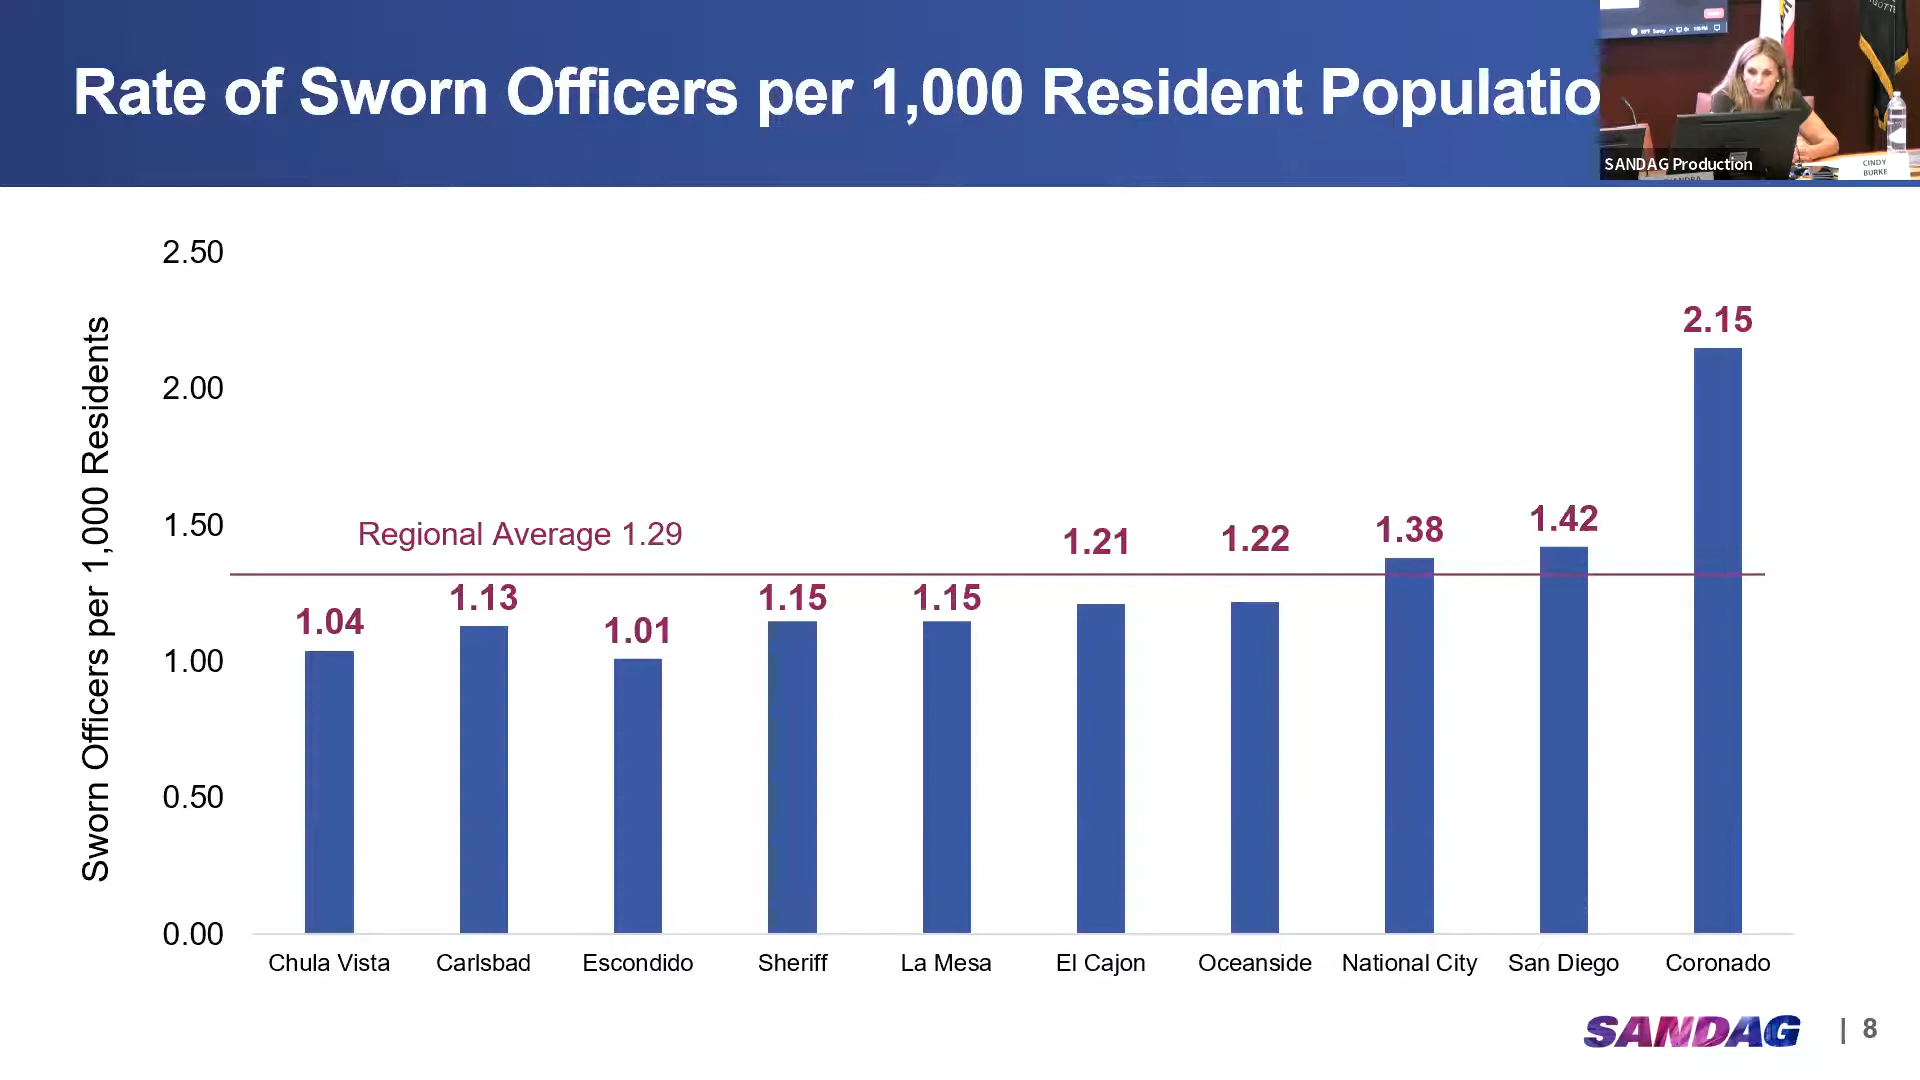 Rate of Sworn Officers per 1,000 Resident Populatio
SANDAG Production
CINDY
BURKE
Sworn Officers per 1,000 Residents
2.50
2.00
1.50
1.00
0.50
0.00
Regional Average 1.29
1.04
1.13
1.01
1.15
1.15
1.21
1.22
1.38
1.42
2.15
Chula Vista
Carlsbad
Escondido
Sheriff
La Mesa
El Cajon
Oceanside
National City
San Diego
Coronado
SANDAG
| 8